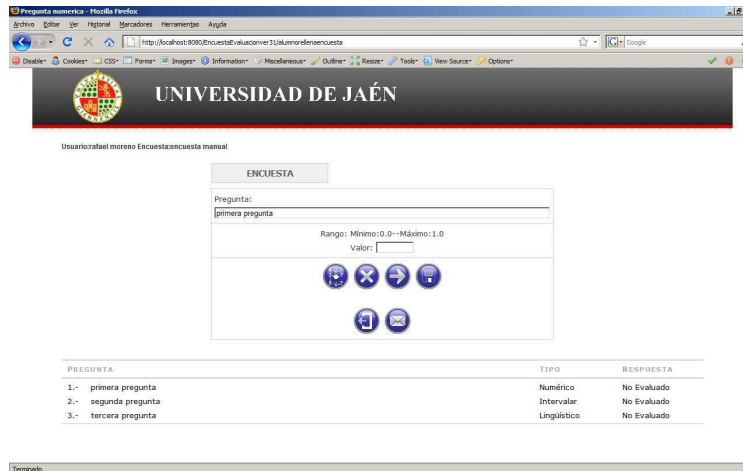 Pregunta numerica - Mozilla Firefox
Archivo Editar Ver Historial Marcadores Herramientas Ayuda
http://localhost:8080/EncuestaEvaluacionver31/alumnorellenaencuesta
Google
Disable Cookies CSS Forms Images Information Miscellaneous Outline Resize Tools View Source Options
UNIVERSIDAD DE JAÉN
Usuario:rafael moreno Encuesta:encuesta manual
ENCUESTA
Pregunta:
primera pregunta
Rango: Mínimo:0.0--Máximo:1.0
Valor:
PREGUNTA TIPO RESPUESTA
1.- primera pregunta Numérico No Evaluado
2.- segunda pregunta Intervalar No Evaluado
3.- tercera pregunta Lingüístico No Evaluado
Terminado